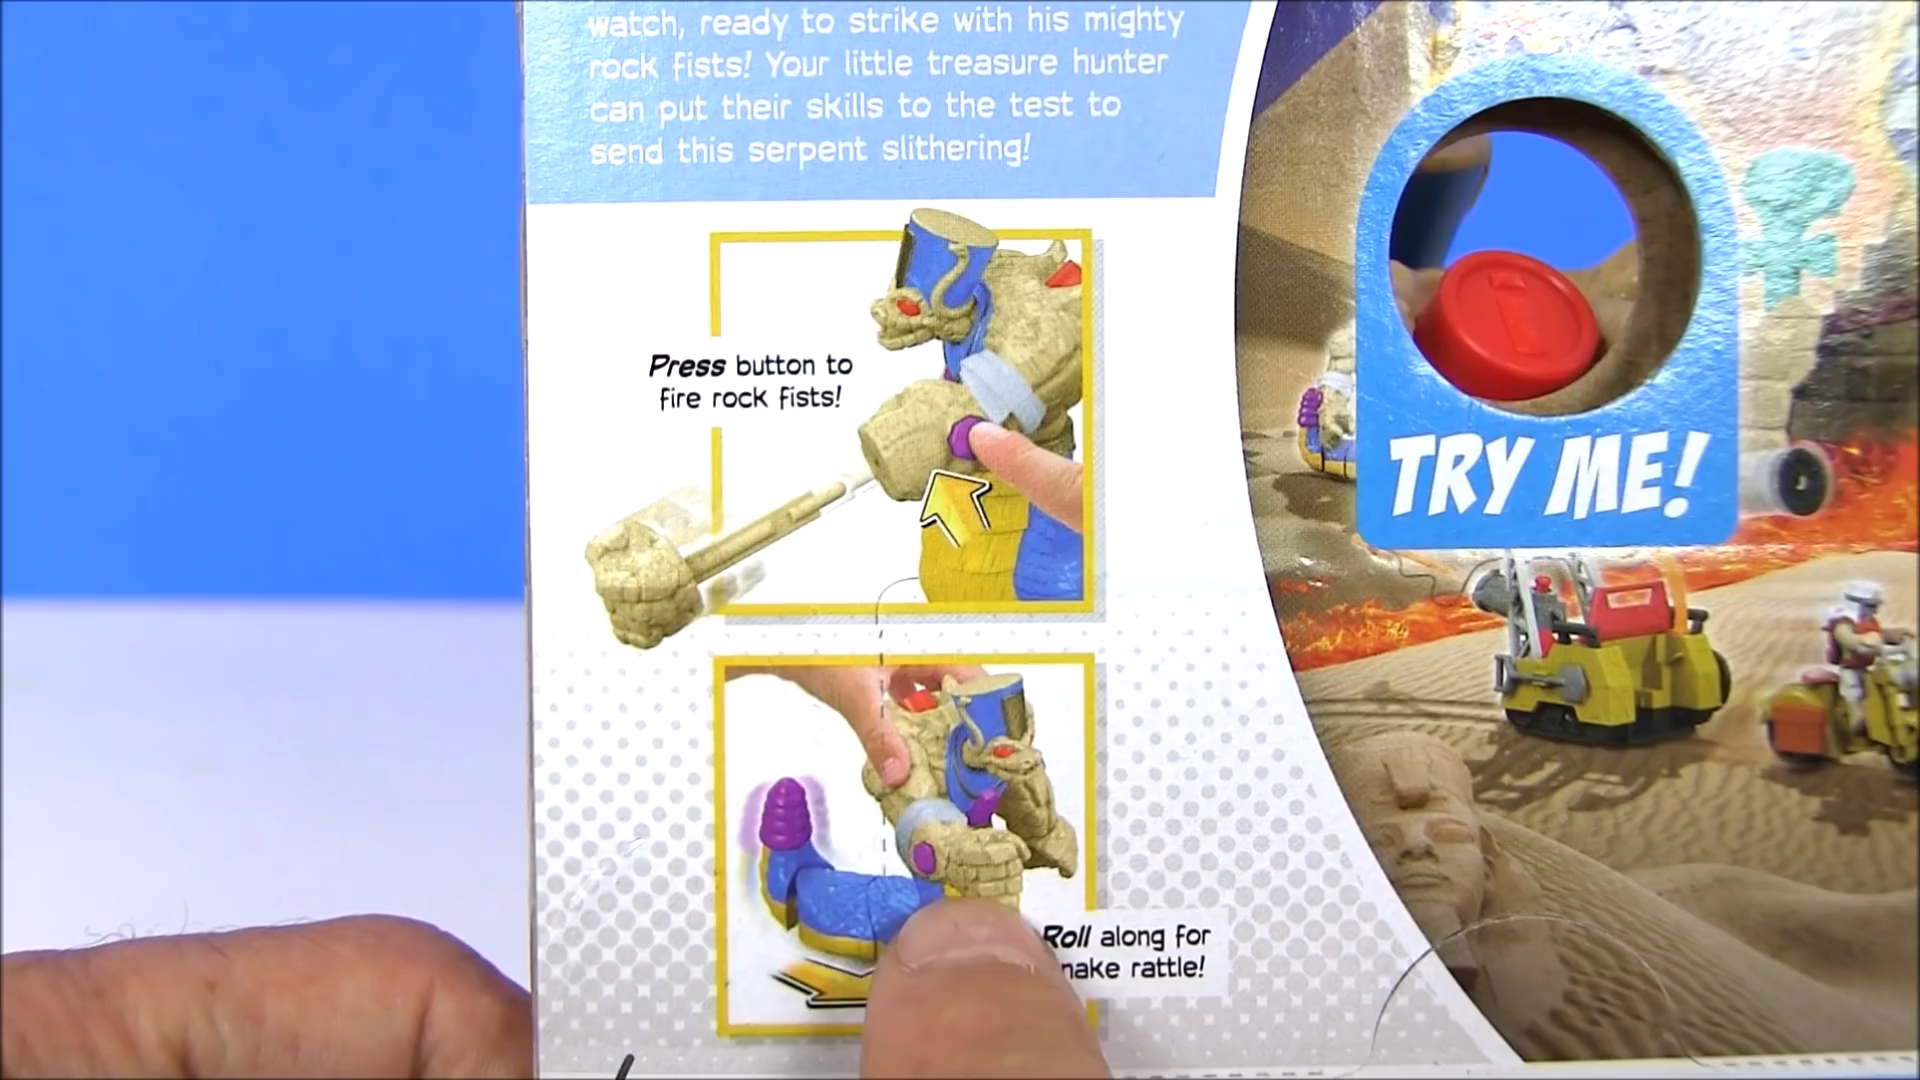 watch, ready to strike with his mighty
rock fists! Your little treasure hunter
can put their skills to the test to
send this serpent slithering!
Press button to
fire rock fists!
TRY ME!
Roll along for
nake rattle!